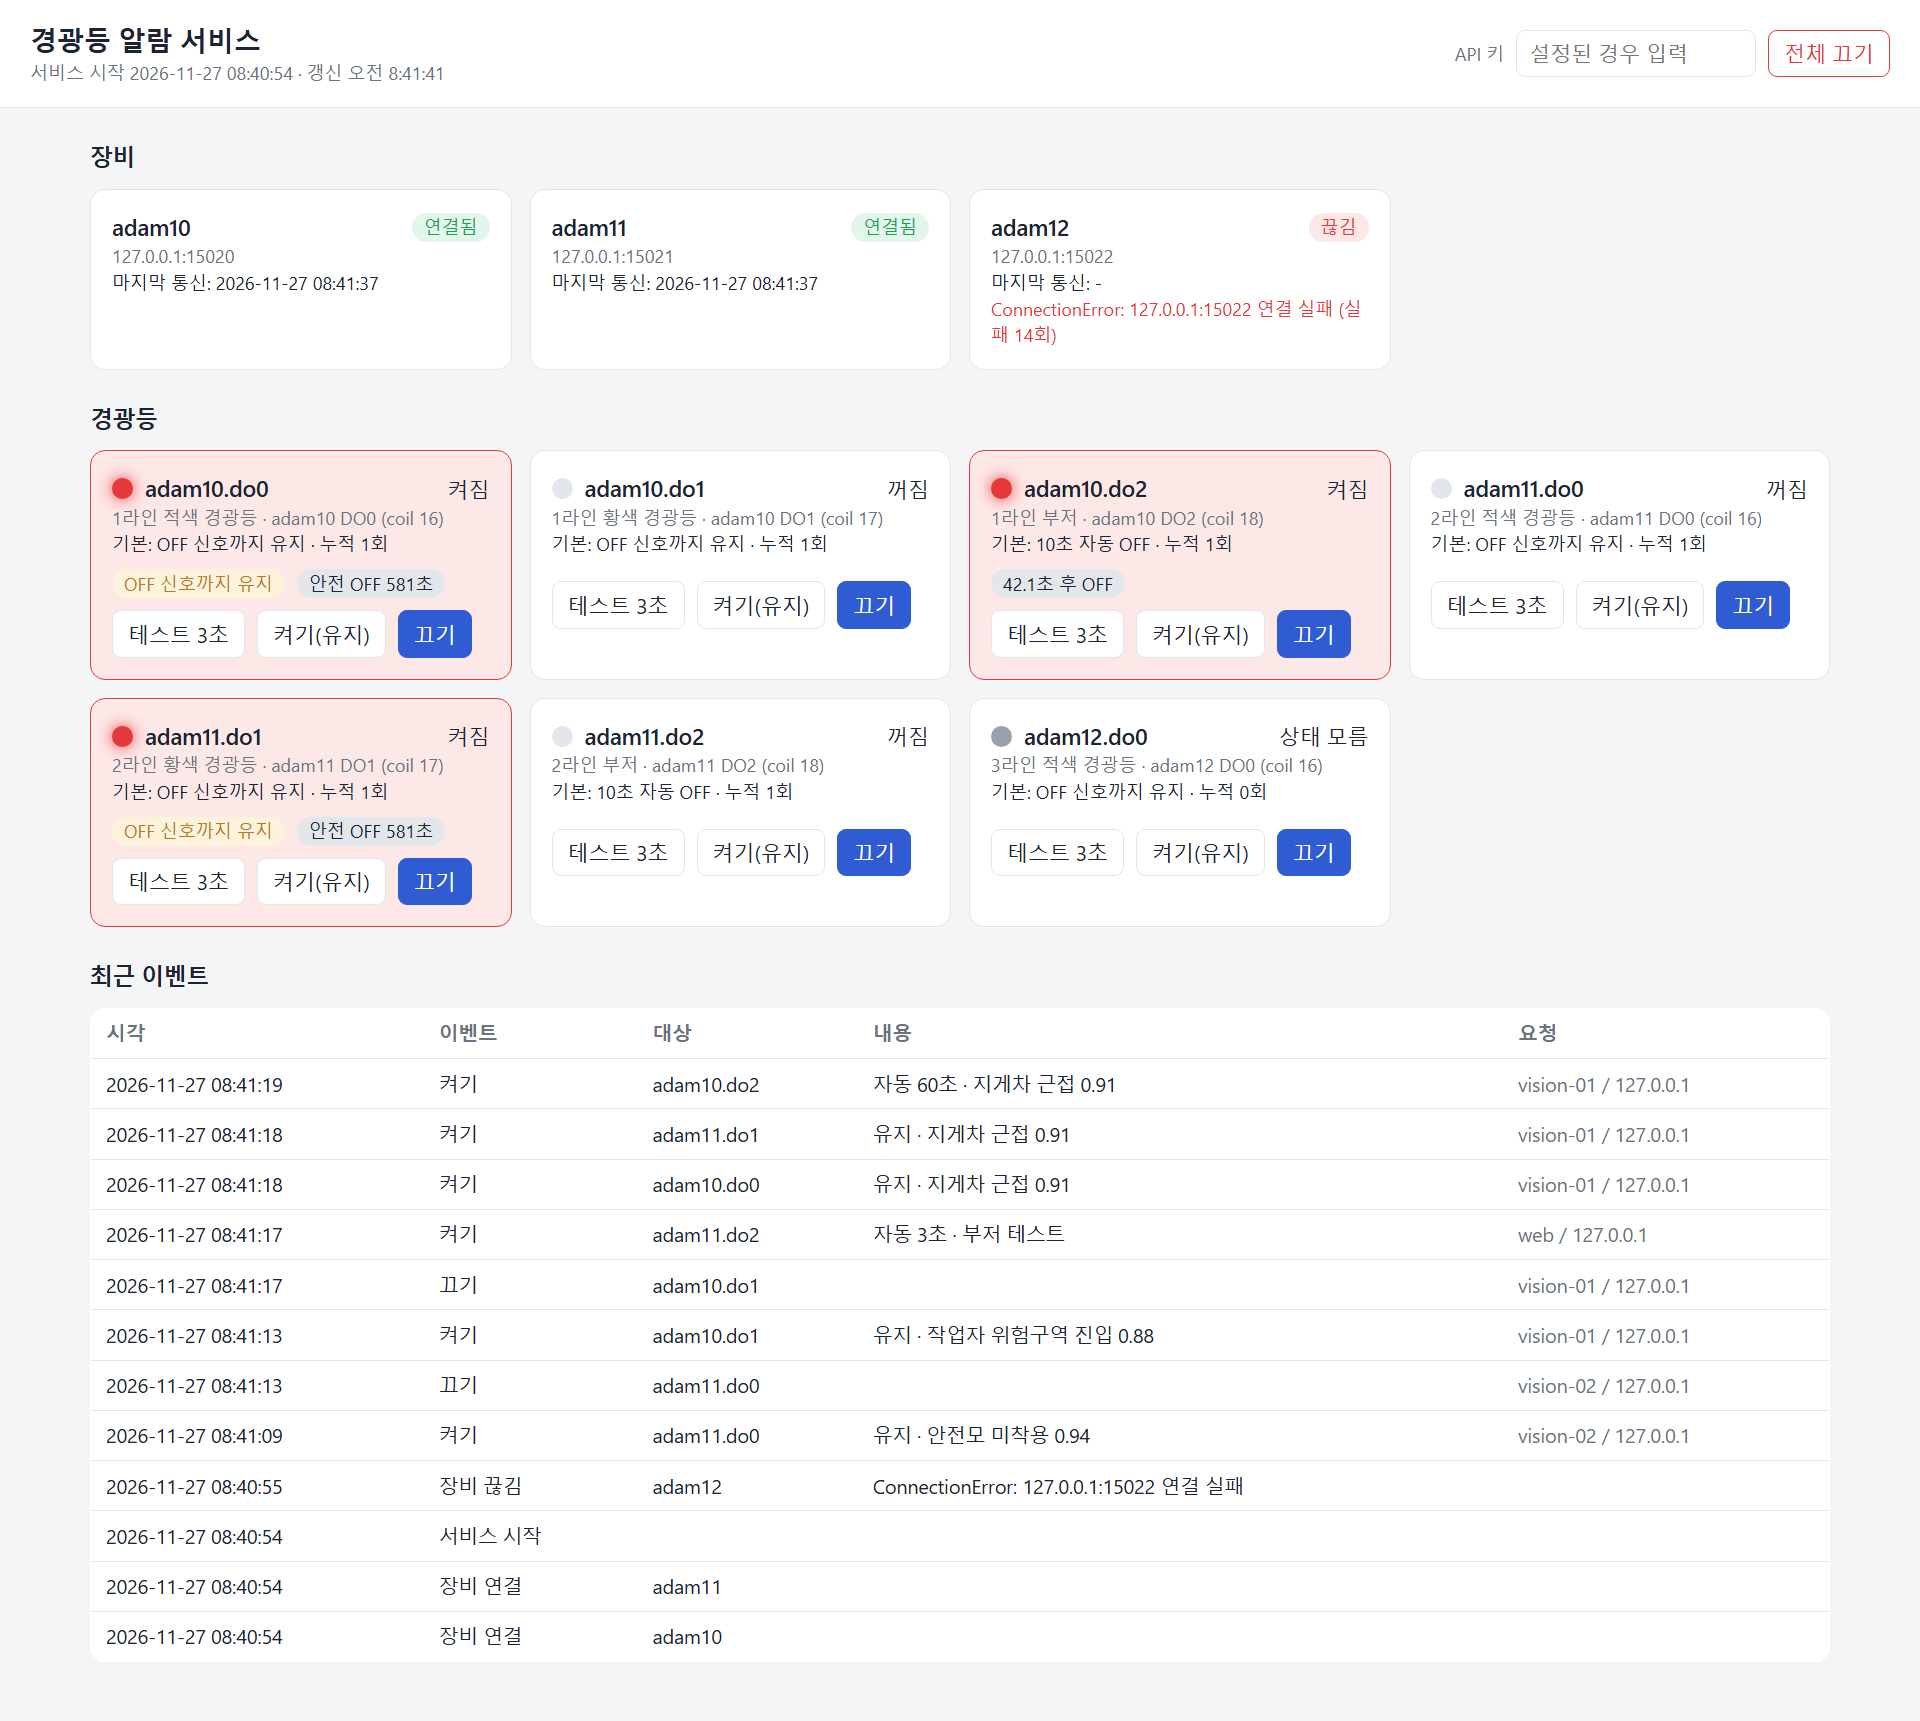 경광등 알람 서비스
서비스 시작 2026-11-27 08:40:54 · 갱신 오전 8:41:41
API 키 설정된 경우 입력 전체 끄기
장비
adam10 연결됨
127.0.0.1:15020
마지막 통신: 2026-11-27 08:41:37
adam11 연결됨
127.0.0.1:15021
마지막 통신: 2026-11-27 08:41:37
adam12 끊김
127.0.0.1:15022
마지막 통신: -
ConnectionError: 127.0.0.1:15022 연결 실패 (실
패 14회)
경광등
adam10.do0 켜짐
1라인 적색 경광등 · adam10 DO0 (coil 16)
기본: OFF 신호까지 유지 · 누적 1회
OFF 신호까지 유지 안전 OFF 581초
테스트 3초 켜기(유지) 끄기
adam10.do1 꺼짐
1라인 황색 경광등 · adam10 DO1 (coil 17)
기본: OFF 신호까지 유지 · 누적 1회
테스트 3초 켜기(유지) 끄기
adam10.do2 켜짐
1라인 부저 · adam10 DO2 (coil 18)
기본: 10초 자동 OFF · 누적 1회
42.1초 후 OFF
테스트 3초 켜기(유지) 끄기
adam11.do0 꺼짐
2라인 적색 경광등 · adam11 DO0 (coil 16)
기본: OFF 신호까지 유지 · 누적 1회
테스트 3초 켜기(유지) 끄기
adam11.do1 켜짐
2라인 황색 경광등 · adam11 DO1 (coil 17)
기본: OFF 신호까지 유지 · 누적 1회
OFF 신호까지 유지 안전 OFF 581초
테스트 3초 켜기(유지) 끄기
adam11.do2 꺼짐
2라인 부저 · adam11 DO2 (coil 18)
기본: 10초 자동 OFF · 누적 1회
테스트 3초 켜기(유지) 끄기
adam12.do0 상태 모름
3라인 적색 경광등 · adam12 DO0 (coil 16)
기본: OFF 신호까지 유지 · 누적 0회
테스트 3초 켜기(유지) 끄기
최근 이벤트
시각 이벤트 대상 내용 요청
2026-11-27 08:41:19 켜기 adam10.do2 자동 60초 · 지게차 근접 0.91 vision-01 / 127.0.0.1
2026-11-27 08:41:18 켜기 adam11.do1 유지 · 지게차 근접 0.91 vision-01 / 127.0.0.1
2026-11-27 08:41:18 켜기 adam10.do0 유지 · 지게차 근접 0.91 vision-01 / 127.0.0.1
2026-11-27 08:41:17 켜기 adam11.do2 자동 3초 · 부저 테스트 web / 127.0.0.1
2026-11-27 08:41:17 끄기 adam10.do1 vision-01 / 127.0.0.1
2026-11-27 08:41:13 켜기 adam10.do1 유지 · 작업자 위험구역 진입 0.88 vision-01 / 127.0.0.1
2026-11-27 08:41:13 끄기 adam11.do0 vision-02 / 127.0.0.1
2026-11-27 08:41:09 켜기 adam11.do0 유지 · 안전모 미착용 0.94 vision-02 / 127.0.0.1
2026-11-27 08:40:55 장비 끊김 adam12 ConnectionError: 127.0.0.1:15022 연결 실패
2026-11-27 08:40:54 서비스 시작
2026-11-27 08:40:54 장비 연결 adam11
2026-11-27 08:40:54 장비 연결 adam10